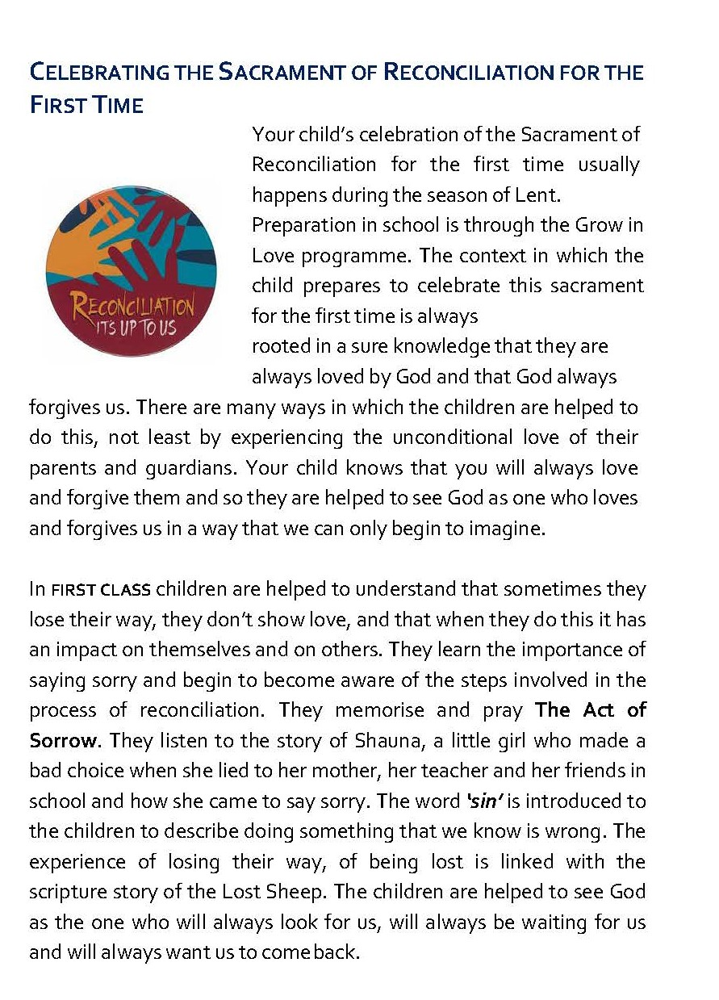 CELEBRATING THE SACRAMENT OF RECONCILIATION FOR THE
FIRST TIME
Your child’s celebration of the Sacrament of
Reconciliation for the first time usually
happens during the season of Lent.
Preparation in school is through the Grow in
Love programme. The context in which the
child prepares to celebrate this sacrament
for the first time is always
rooted in a sure knowledge that they are
always loved by God and that God always
RECONCILIATION
ITS UP TO US
forgives us. There are many ways in which the children are helped to
do this, not least by experiencing the unconditional love of their
parents and guardians. Your child knows that you will always love
and forgive them and so they are helped to see God as one who loves
and forgives us in a way that we can only begin to imagine.
In FIRST CLASS children are helped to understand that sometimes they
lose their way, they don’t show love, and that when they do this it has
an impact on themselves and on others. They learn the importance of
saying sorry and begin to become aware of the steps involved in the
process of reconciliation. They memorise and pray The Act of
Sorrow. They listen to the story of Shauna, a little girl who made a
bad choice when she lied to her mother, her teacher and her friends in
school and how she came to say sorry. The word ‘sin’ is introduced to
the children to describe doing something that we know is wrong. The
experience of losing their way, of being lost is linked with the
scripture story of the Lost Sheep. The children are helped to see God
as the one who will always look for us, will always be waiting for us
and will always want us to come back.